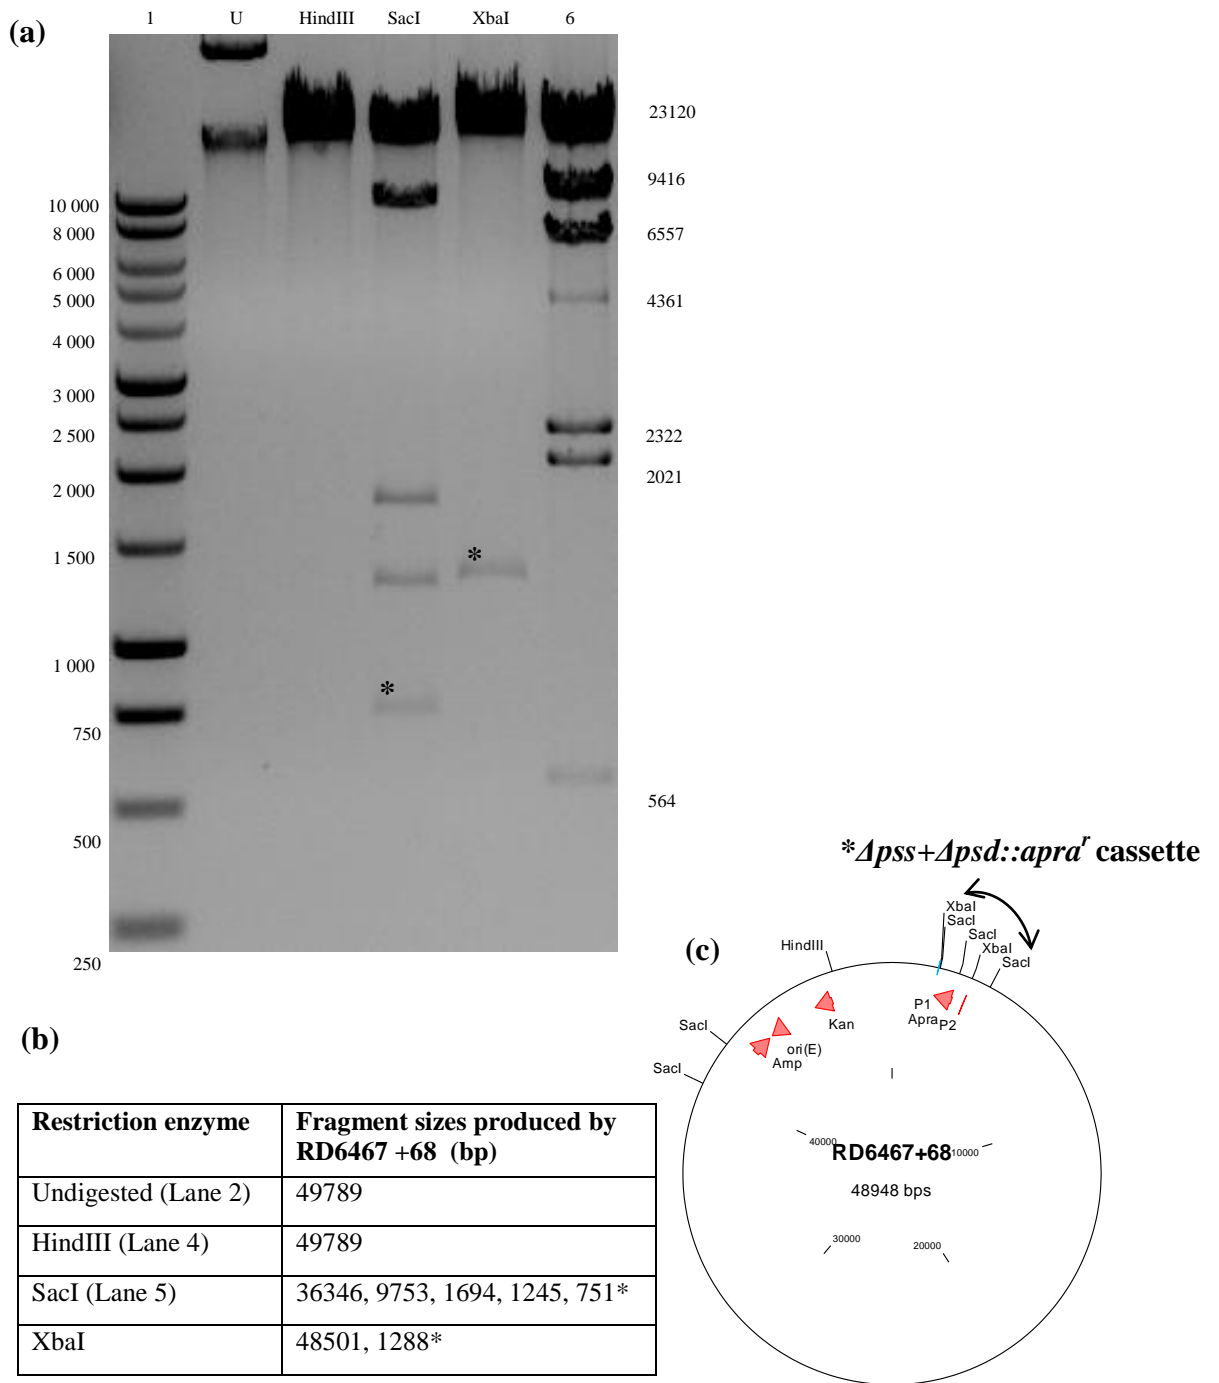 (a)
1 U HindIII SacI XbaI 6
10 000
8 000
6 000
5 000
4 000
3 000
2 500
2 000
1 500
1 000
750
500
250
23120
9416
6557
4361
2322
2021
564
*
*
*Δpss+Δpsd::apraʳ cassette
(c)
XbaI
SacI
SacI
XbaI
SacI
HindIII
SacI
SacI
Kan
ori(E)
Amp
P1
Apra
P2
40000
10000
RD6467+68
48948 bps
30000
20000
(b)
Restriction enzyme
Fragment sizes produced by
RD6467 +68 (bp)
Undigested (Lane 2) 49789
HindIII (Lane 4) 49789
SacI (Lane 5) 36346, 9753, 1694, 1245, 751*
XbaI 48501, 1288*